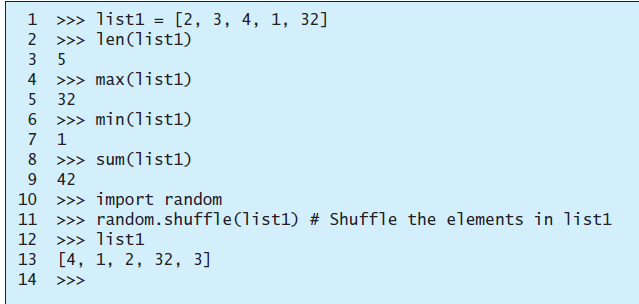 1 >>> list1 = [2, 3, 4, 1, 32]
2 >>> len(list1)
3 5
4 >>> max(list1)
5 32
6 >>> min(list1)
7 1
8 >>> sum(list1)
9 42
10 >>> import random
11 >>> random.shuffle(list1) # Shuffle the elements in list1
12 >>> list1
13 [4, 1, 2, 32, 3]
14 >>>